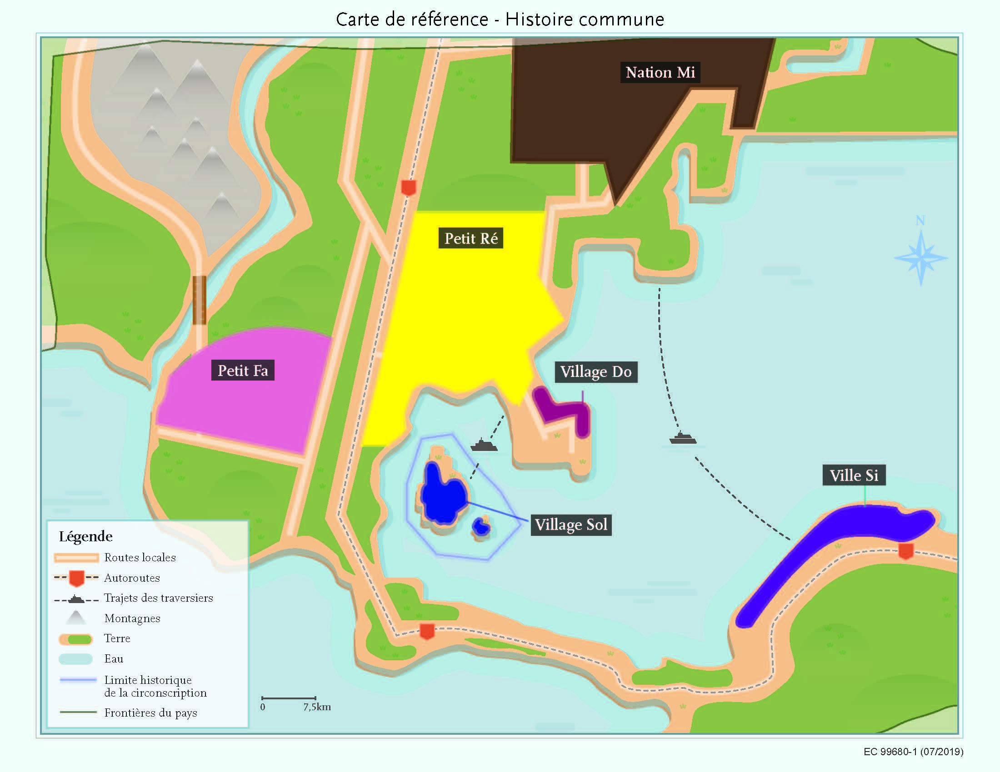 Carte de référence - Histoire commune
Nation Mi
N
Petit Ré
Petit Fa
Village Do
Ville Si
Village Sol
Légende
Routes locales
Autoroutes
Trajets des traversiers
Montagnes
Terre
Eau
Limite historique
de la circonscription
Frontières du pays
0 7,5km
EC 99680-1 (07/2019)